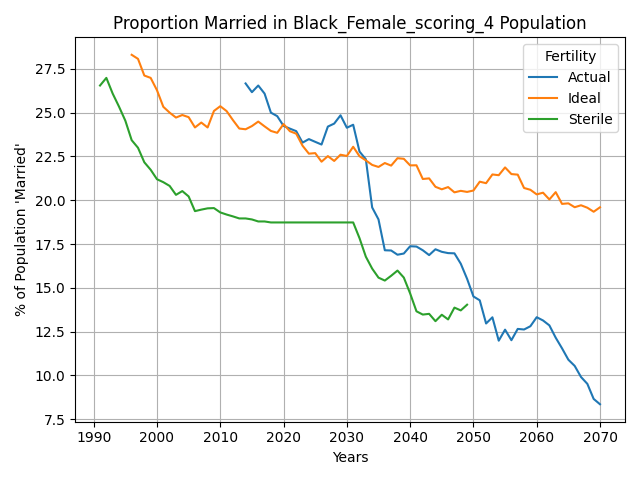 Proportion Married in Black_Female_scoring_4 Population
% of Population 'Married'
27.5
25.0
22.5
20.0
17.5
15.0
12.5
10.0
7.5
Fertility
Actual
Ideal
Sterile
1990 2000 2010 2020 2030 2040 2050 2060 2070
Years